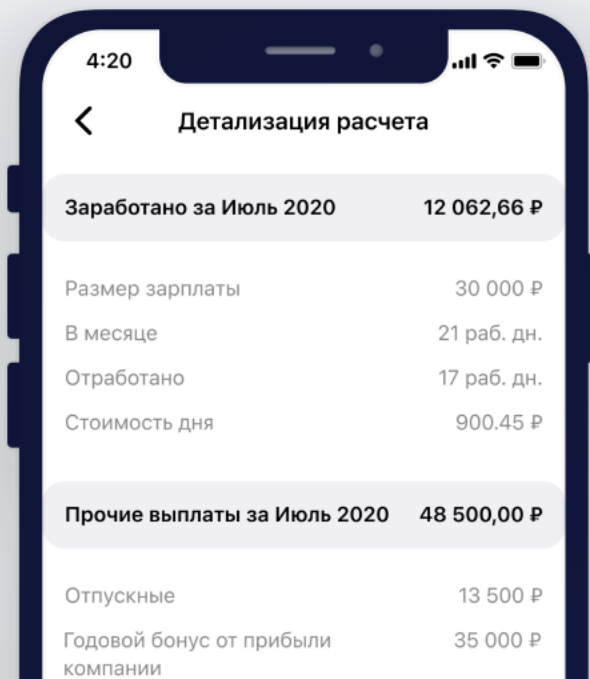 4:20
Детализация расчета
Заработано за Июль 2020 12 062,66 ₽
Размер зарплаты 30 000 ₽
В месяце 21 раб. дн.
Отработано 17 раб. дн.
Стоимость дня 900.45 ₽
Прочие выплаты за Июль 2020 48 500,00 ₽
Отпускные 13 500 ₽
Годовой бонус от прибыли 35 000 ₽
компании